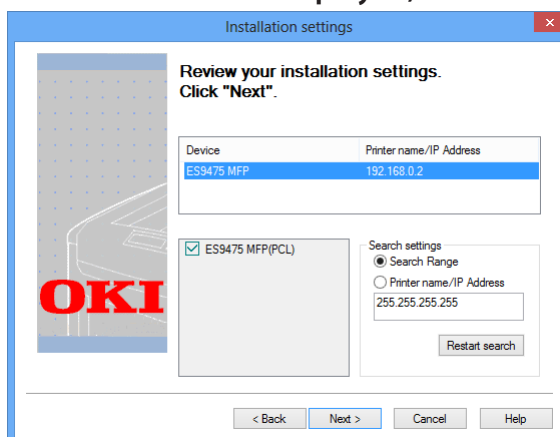 Installation settings
Review your installation settings.
Click "Next".
Device Printer name/IP Address
ES9475 MFP 192.168.0.2
ES9475 MFP(PCL)
Search settings
Search Range
Printer name/IP Address
255.255.255.255
Restart search
OKI
< Back Next > Cancel Help